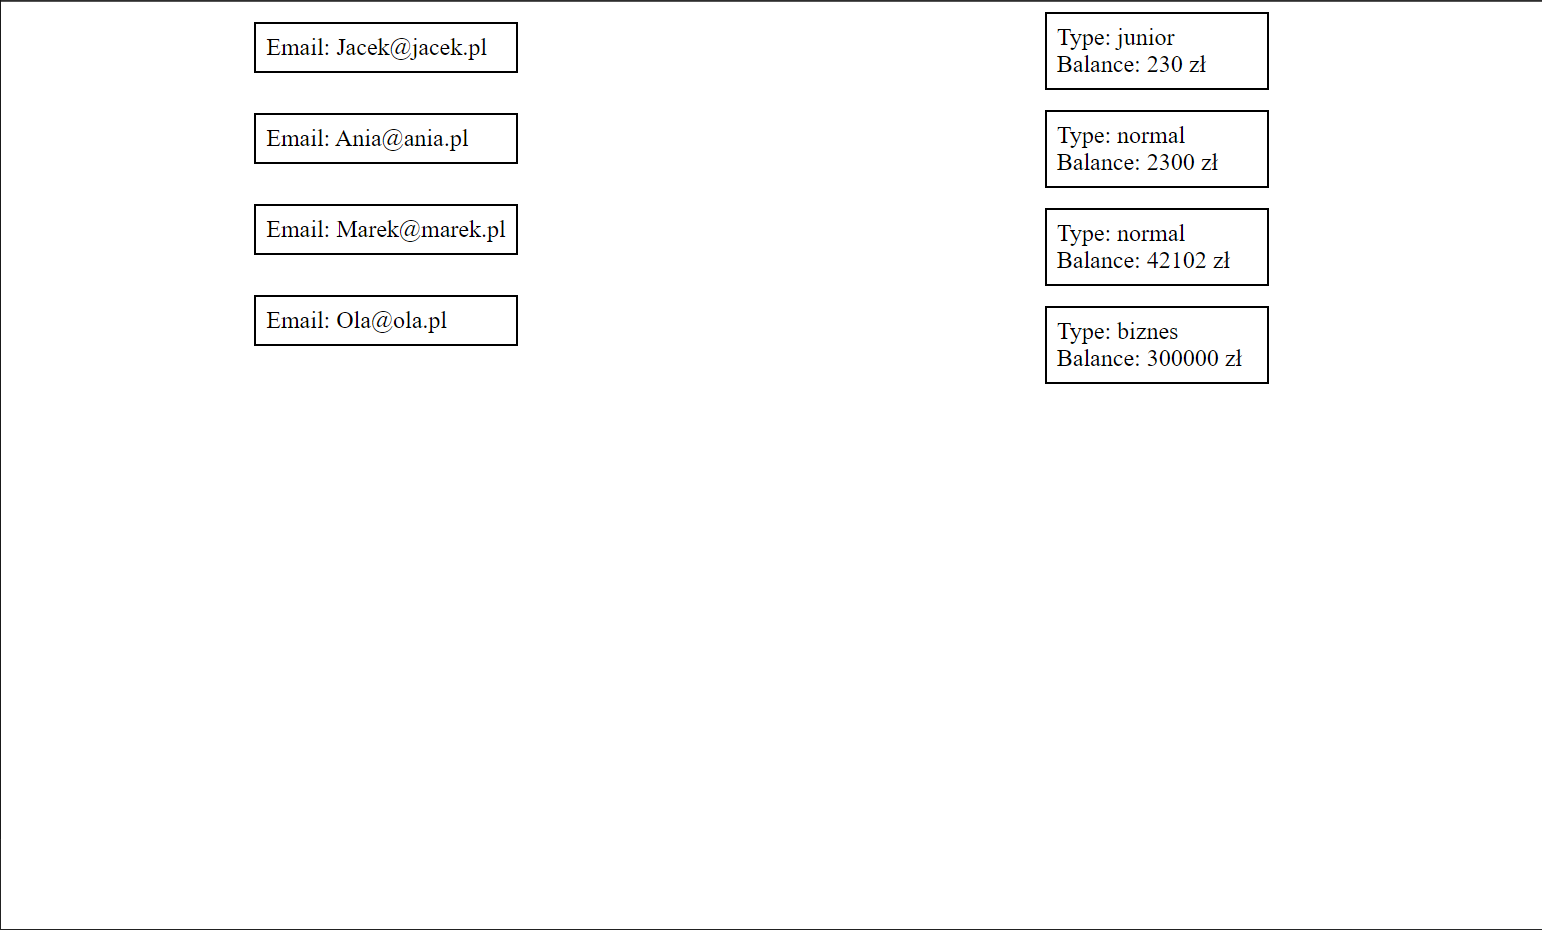 Email: Jacek@jacek.pl
Email: Ania@ania.pl
Email: Marek@marek.pl
Email: Ola@ola.pl
Type: junior
Balance: 230 zł
Type: normal
Balance: 2300 zł
Type: normal
Balance: 42102 zł
Type: biznes
Balance: 300000 zł